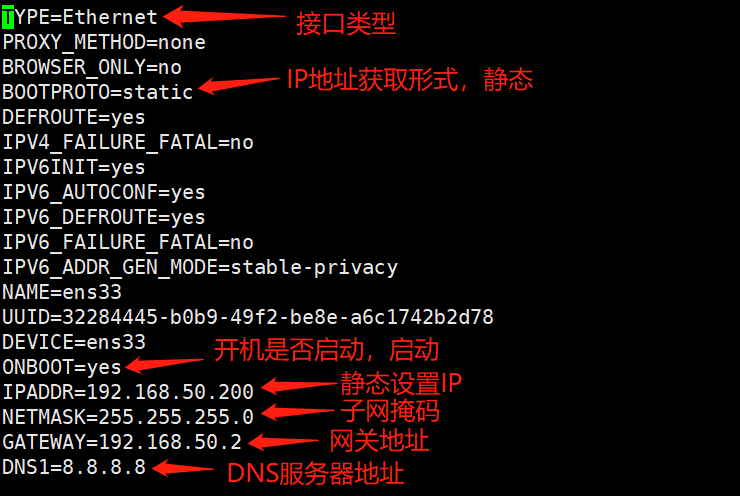 TYPE=Ethernet 接口类型
PROXY_METHOD=none
BROWSER_ONLY=no
BOOTPROTO=static IP地址获取形式，静态
DEFROUTE=yes
IPV4_FAILURE_FATAL=no
IPV6INIT=yes
IPV6_AUTOCONF=yes
IPV6_DEFROUTE=yes
IPV6_FAILURE_FATAL=no
IPV6_ADDR_GEN_MODE=stable-privacy
NAME=ens33
UUID=32284445-b0b9-49f2-be8e-a6c1742b2d78
DEVICE=ens33
ONBOOT=yes 开机是否启动，启动
IPADDR=192.168.50.200 静态设置IP
NETMASK=255.255.255.0 子网掩码
GATEWAY=192.168.50.2 网关地址
DNS1=8.8.8.8 DNS服务器地址